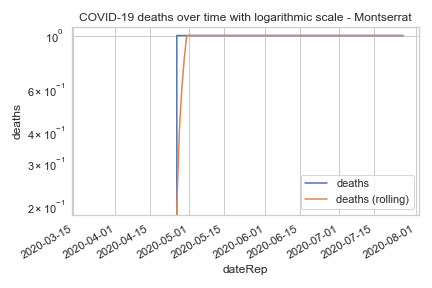 COVID-19 deaths over time with logarithmic scale - Montserrat
deaths
10⁰
6 × 10⁻¹
4 × 10⁻¹
3 × 10⁻¹
2 × 10⁻¹
deaths
deaths (rolling)
2020-03-15
2020-04-01
2020-04-15
2020-05-01
2020-05-15
2020-06-01
2020-06-15
2020-07-01
2020-07-15
2020-08-01
dateRep